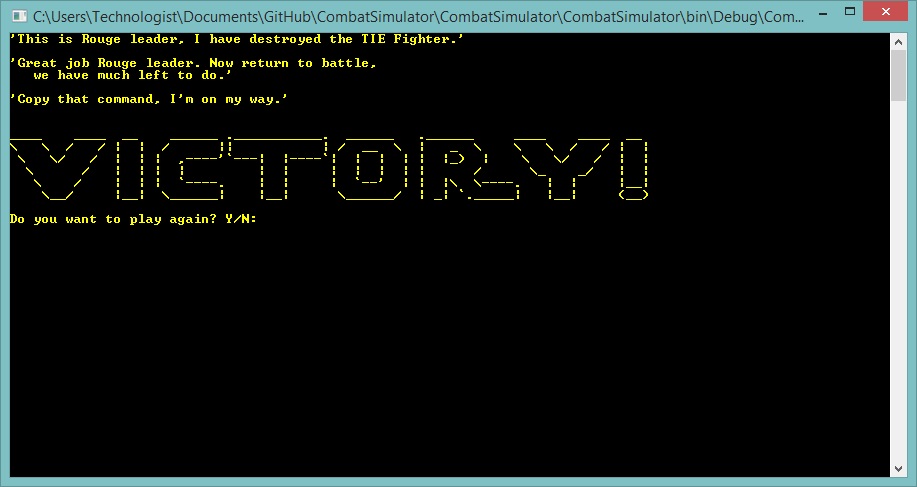 C:\Users\Technologist\Documents\GitHub\CombatSimulator\CombatSimulator\CombatSimulator\bin\Debug\Com...
'This is Rouge leader, I have destroyed the TIE Fighter.'
'Great job Rouge leader. Now return to battle,
we have much left to do.'
'Copy that command, I'm on my way.'
VICTORY!
Do you want to play again? Y/N: